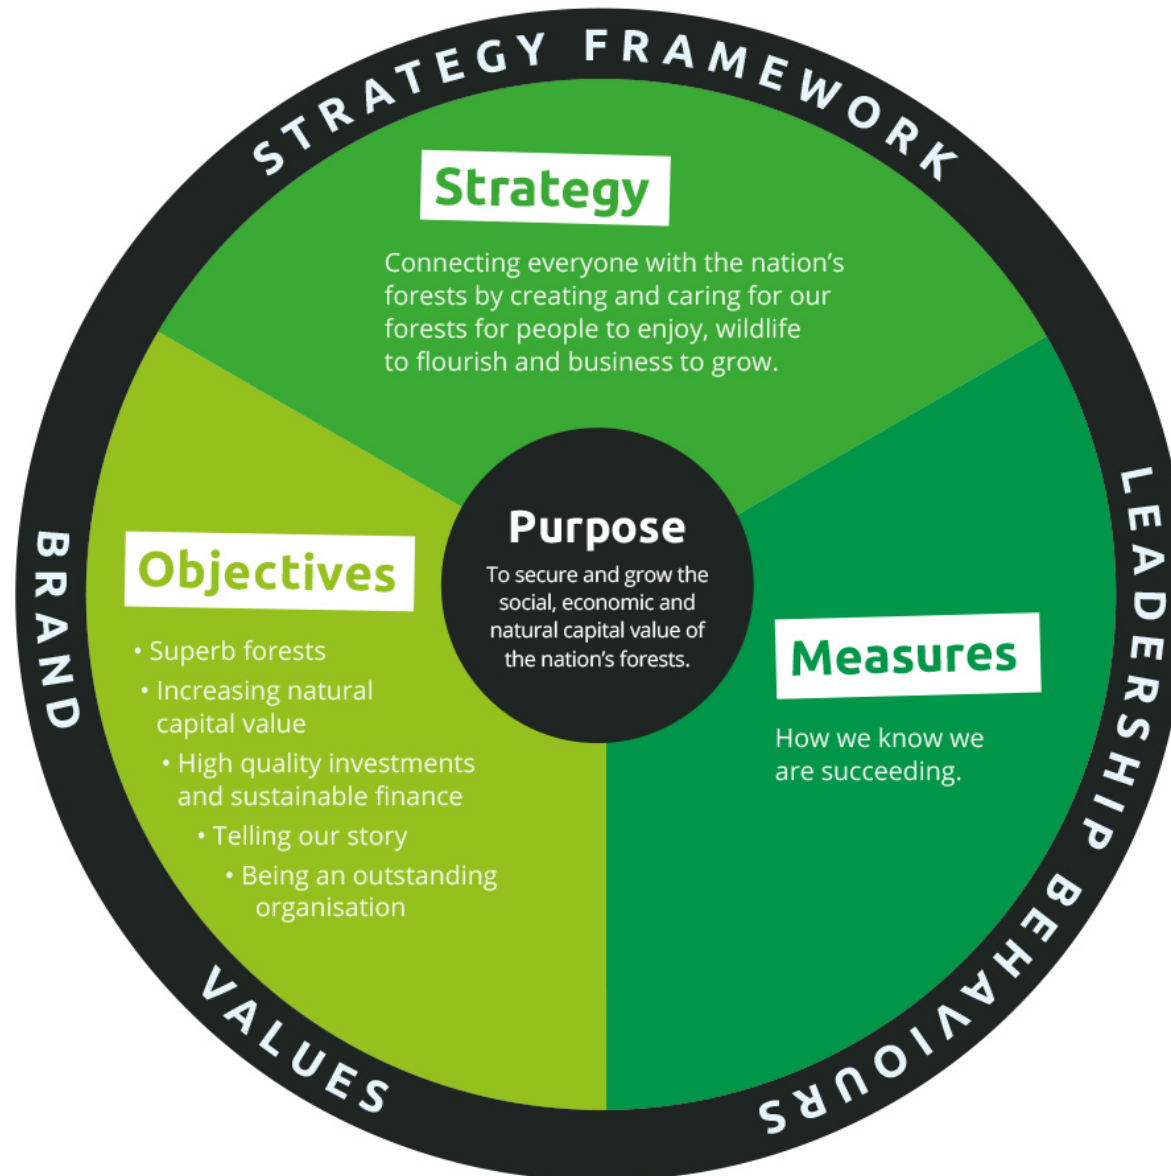 STRATEGY FRAMEWORK
Strategy
Connecting everyone with the nation’s
forests by creating and caring for our
forests for people to enjoy, wildlife
to flourish and business to grow.
Purpose
To secure and grow the
social, economic and
natural capital value of
the nation’s forests.
Objectives
• Superb forests
• Increasing natural
capital value
• High quality investments
and sustainable finance
• Telling our story
• Being an outstanding
organisation
Measures
How we know we
are succeeding.
LEADERSHIP BEHAVIOURS
VALUES
BRAND